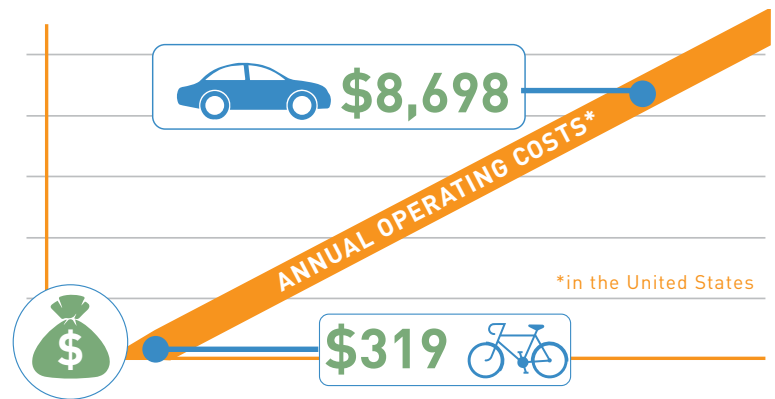 $8,698
ANNUAL OPERATING COSTS*
*in the United States
$
$319